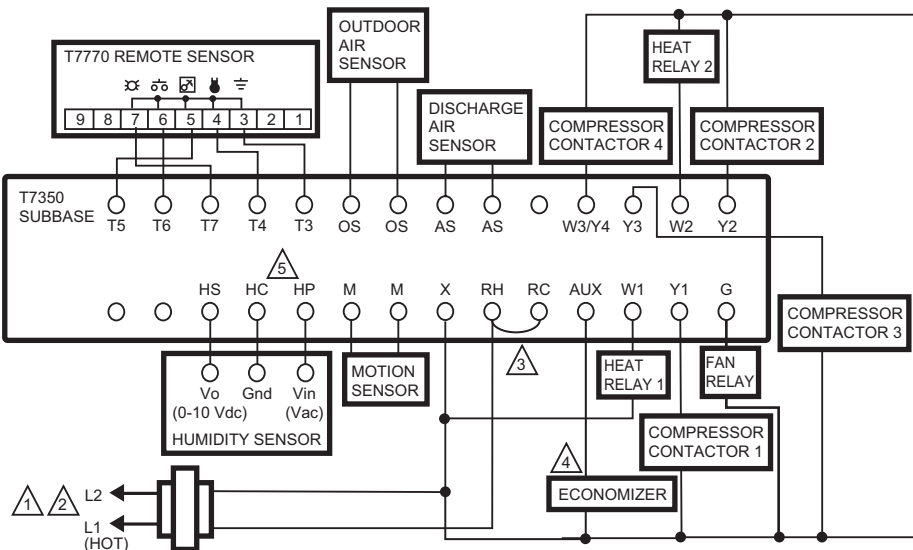 T7770 REMOTE SENSOR
9 8 7 6 5 4 3 2 1
OUTDOOR
AIR
SENSOR
DISCHARGE
AIR
SENSOR
COMPRESSOR
CONTACTOR 4
HEAT
RELAY 2
COMPRESSOR
CONTACTOR 2
T7350
SUBBASE
T5 T6 T7 T4 T3 OS OS AS AS W3/Y4 Y3 W2 Y2
5
HS HC HP M M X RH RC AUX W1 Y1 G
3
Vo Gnd Vin
(0-10 Vdc) (Vac)
HUMIDITY SENSOR
MOTION
SENSOR
HEAT
RELAY 1
FAN
RELAY
COMPRESSOR
CONTACTOR 3
COMPRESSOR
CONTACTOR 1
4
ECONOMIZER
1 2 L2
L1
(HOT)